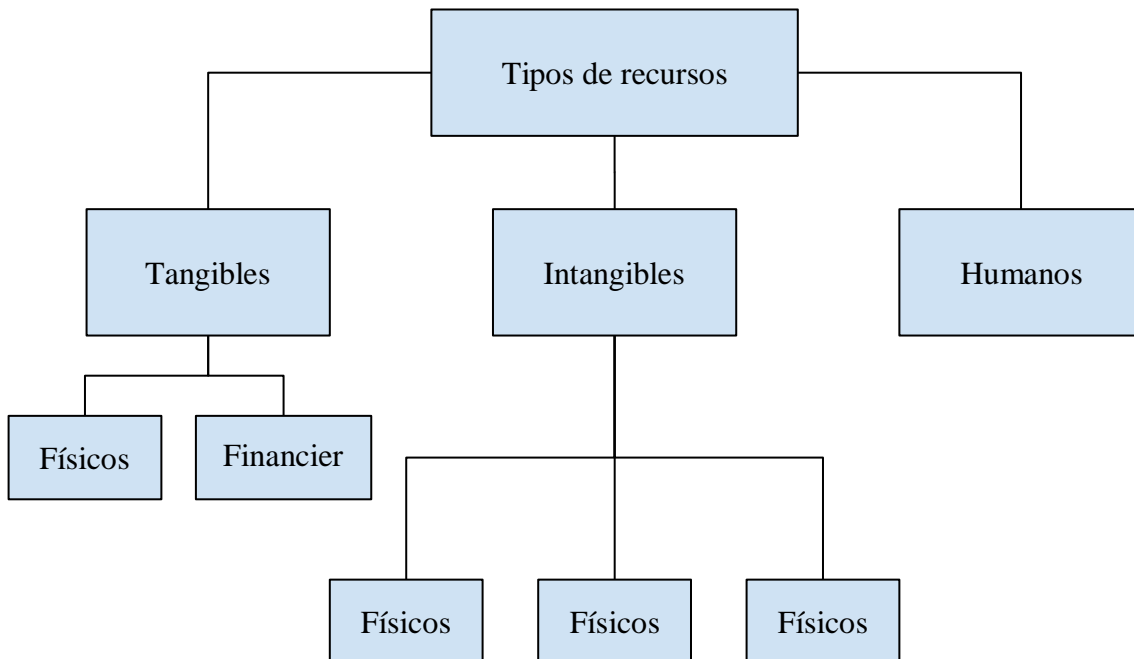 Tipos de recursos
Tangibles
Intangibles
Humanos
Físicos
Financier
Físicos
Físicos
Físicos